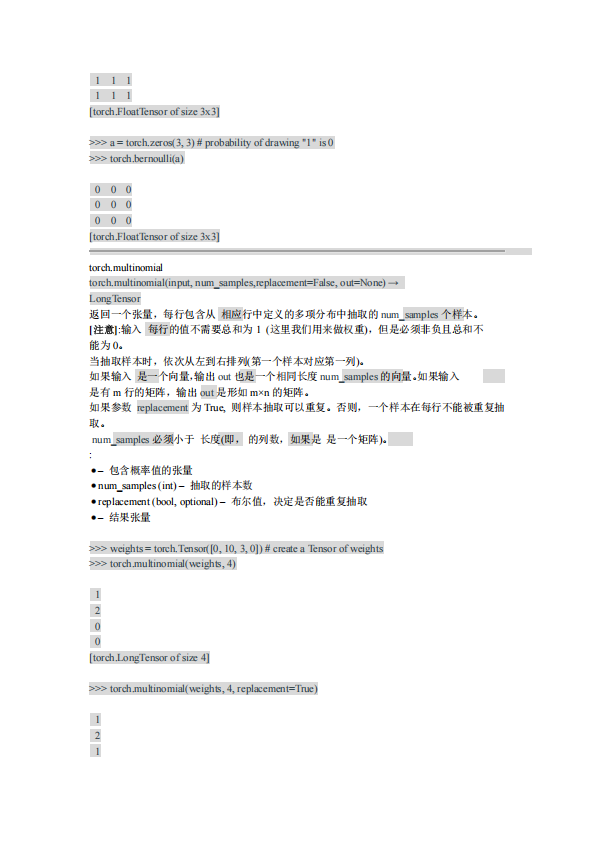 1 1 1
1 1 1
[torch.FloatTensor of size 3x3]
>>> a = torch.zeros(3, 3) # probability of drawing "1" is 0
>>> torch.bernoulli(a)
0 0 0
0 0 0
0 0 0
[torch.FloatTensor of size 3x3]
torch.multinomial
torch.multinomial(input, num_samples,replacement=False, out=None) →
LongTensor
返回一个张量，每行包含从 相应行中定义的多项分布中抽取的 num_samples 个样本。
[注意]:输入 每行的值不需要总和为 1 (这里我们用来做权重)，但是必须非负且总和不
能为 0。
当抽取样本时，依次从左到右排列(第一个样本对应第一列)。
如果输入 是一个向量，输出 out 也是一个相同长度 num_samples 的向量。如果输入
是有 m 行的矩阵，输出 out 是形如 m×n 的矩阵。
如果参数 replacement 为 True, 则样本抽取可以重复。否则，一个样本在每行不能被重复抽
取。
num_samples 必须小于 长度(即， 的列数，如果是 是一个矩阵)。
:
●– 包含概率值的张量
●num_samples (int) – 抽取的样本数
●replacement (bool, optional) – 布尔值，决定是否能重复抽取
●– 结果张量
>>> weights = torch.Tensor([0, 10, 3, 0]) # create a Tensor of weights
>>> torch.multinomial(weights, 4)
1
2
0
0
[torch.LongTensor of size 4]
>>> torch.multinomial(weights, 4, replacement=True)
1
2
1